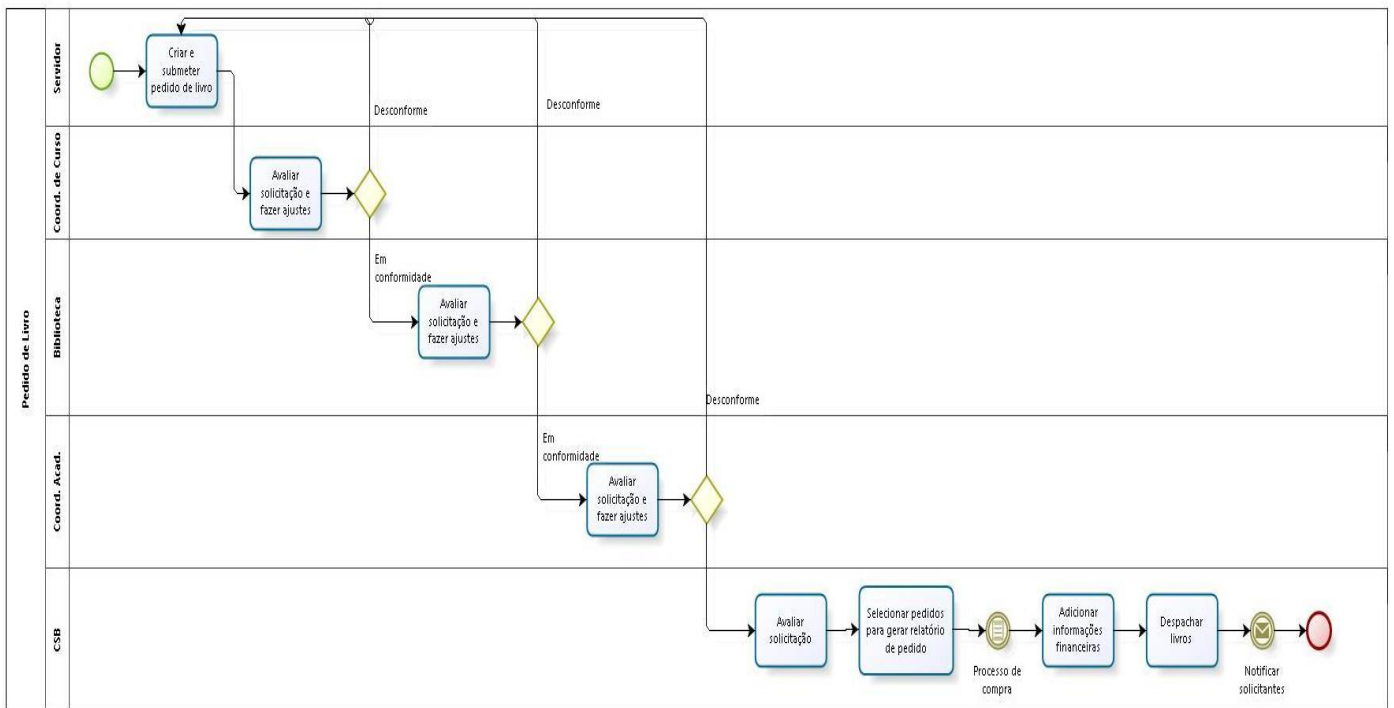 Pedido de Livro
Servidor
Criar e
submeter
pedido de livro
Desconforme
Desconforme
Coord. de Curso
Avaliar
solicitação e
fazer ajustes
Biblioteca
Em
conformidade
Avaliar
solicitação e
fazer ajustes
Desconforme
Coord. Acad.
Em
conformidade
Avaliar
solicitação e
fazer ajustes
CSB
Avaliar
solicitação
Selecionar pedidos
para gerar relatório
de pedido
Processo de
compra
Adicionar
informações
financeiras
Despachar
livros
Notificar
solicitantes